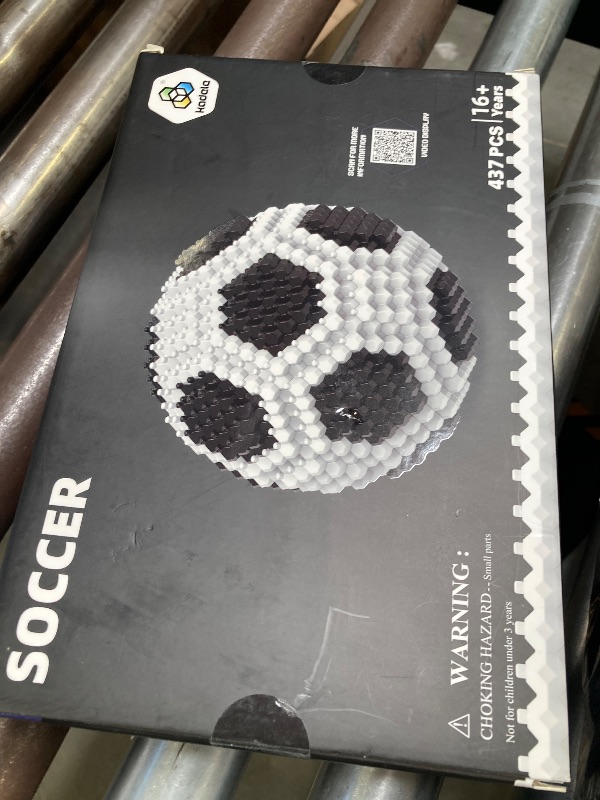 kadala
SOCCER
SCAN FOR MORE
INFORMATION
VIDEO DISPLAY
437 PCS
16+
Years
WARNING:
CHOKING HAZARD--Small parts
Not for children under 3 years